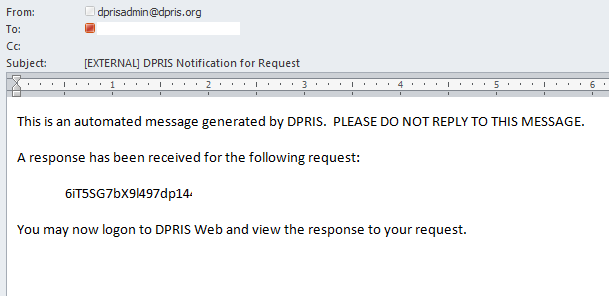 From: dprisadmin@dpris.org
To:
Cc:
Subject: [EXTERNAL] DPRIS Notification for Request
1 2 3 4 5 6
This is an automated message generated by DPRIS.  PLEASE DO NOT REPLY TO THIS MESSAGE.
A response has been received for the following request:
6iT5SG7bX9l497dp144
You may now logon to DPRIS Web and view the response to your request.